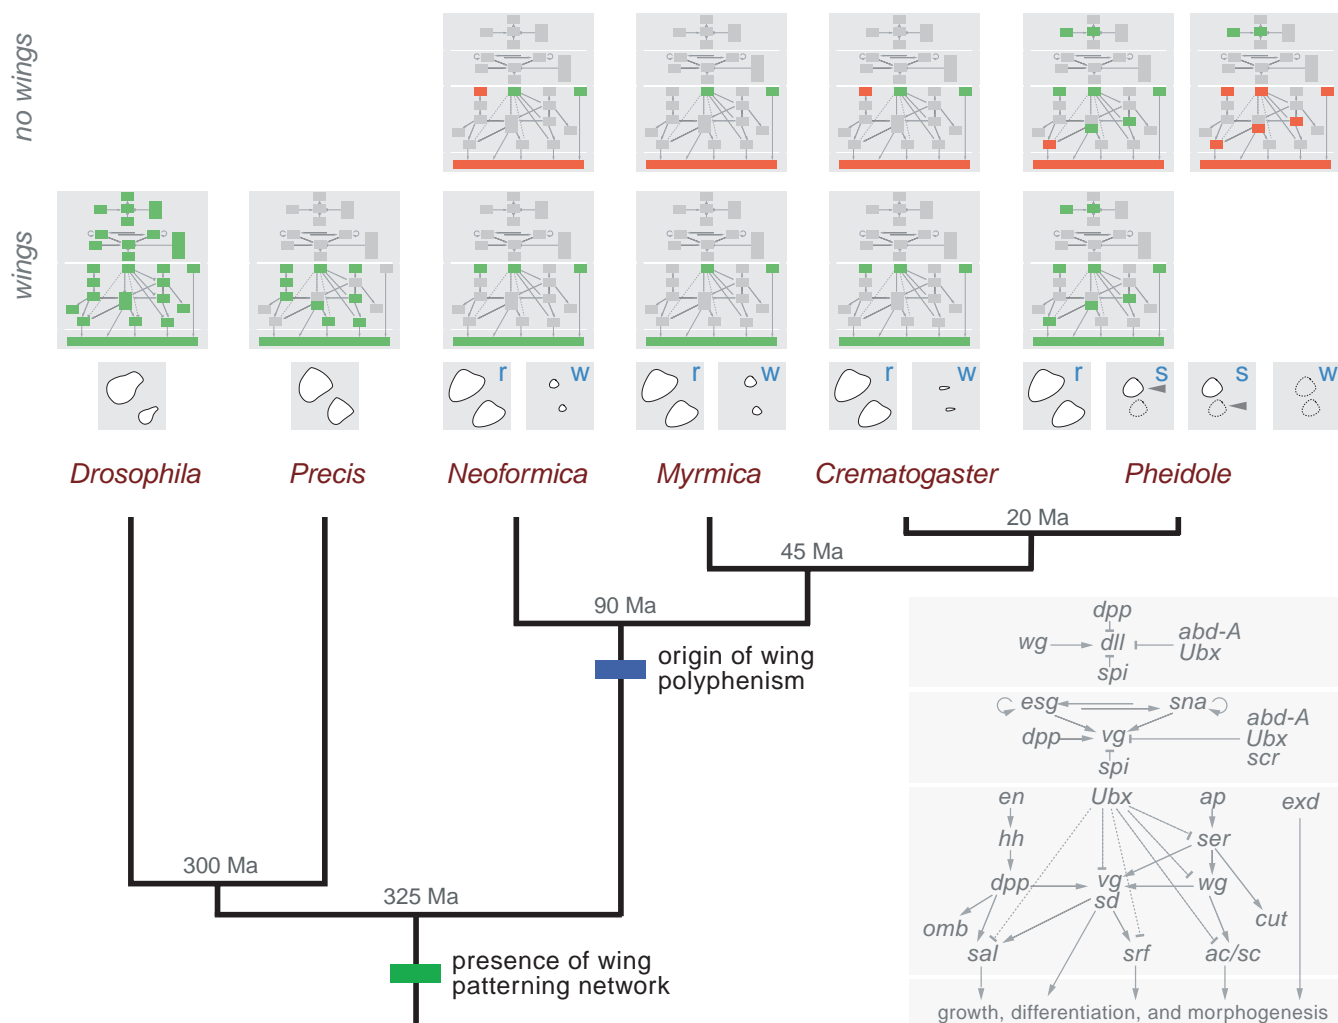 no wings
wings
r
w
r
w
r
w
r
s
s
w
Drosophila
Precis
Neoformica
Myrmica
Crematogaster
Pheidole
20 Ma
45 Ma
90 Ma
origin of wing
polyphenism
300 Ma
325 Ma
presence of wing
patterning network
dpp
wg
dll
abd-A
Ubx
spi
esg
sna
dpp
vg
abd-A
Ubx
scr
spi
en
Ubx
ap
exd
hh
ser
dpp
vg
sd
wg
omb
cut
sal
srf
ac/sc
growth, differentiation, and morphogenesis